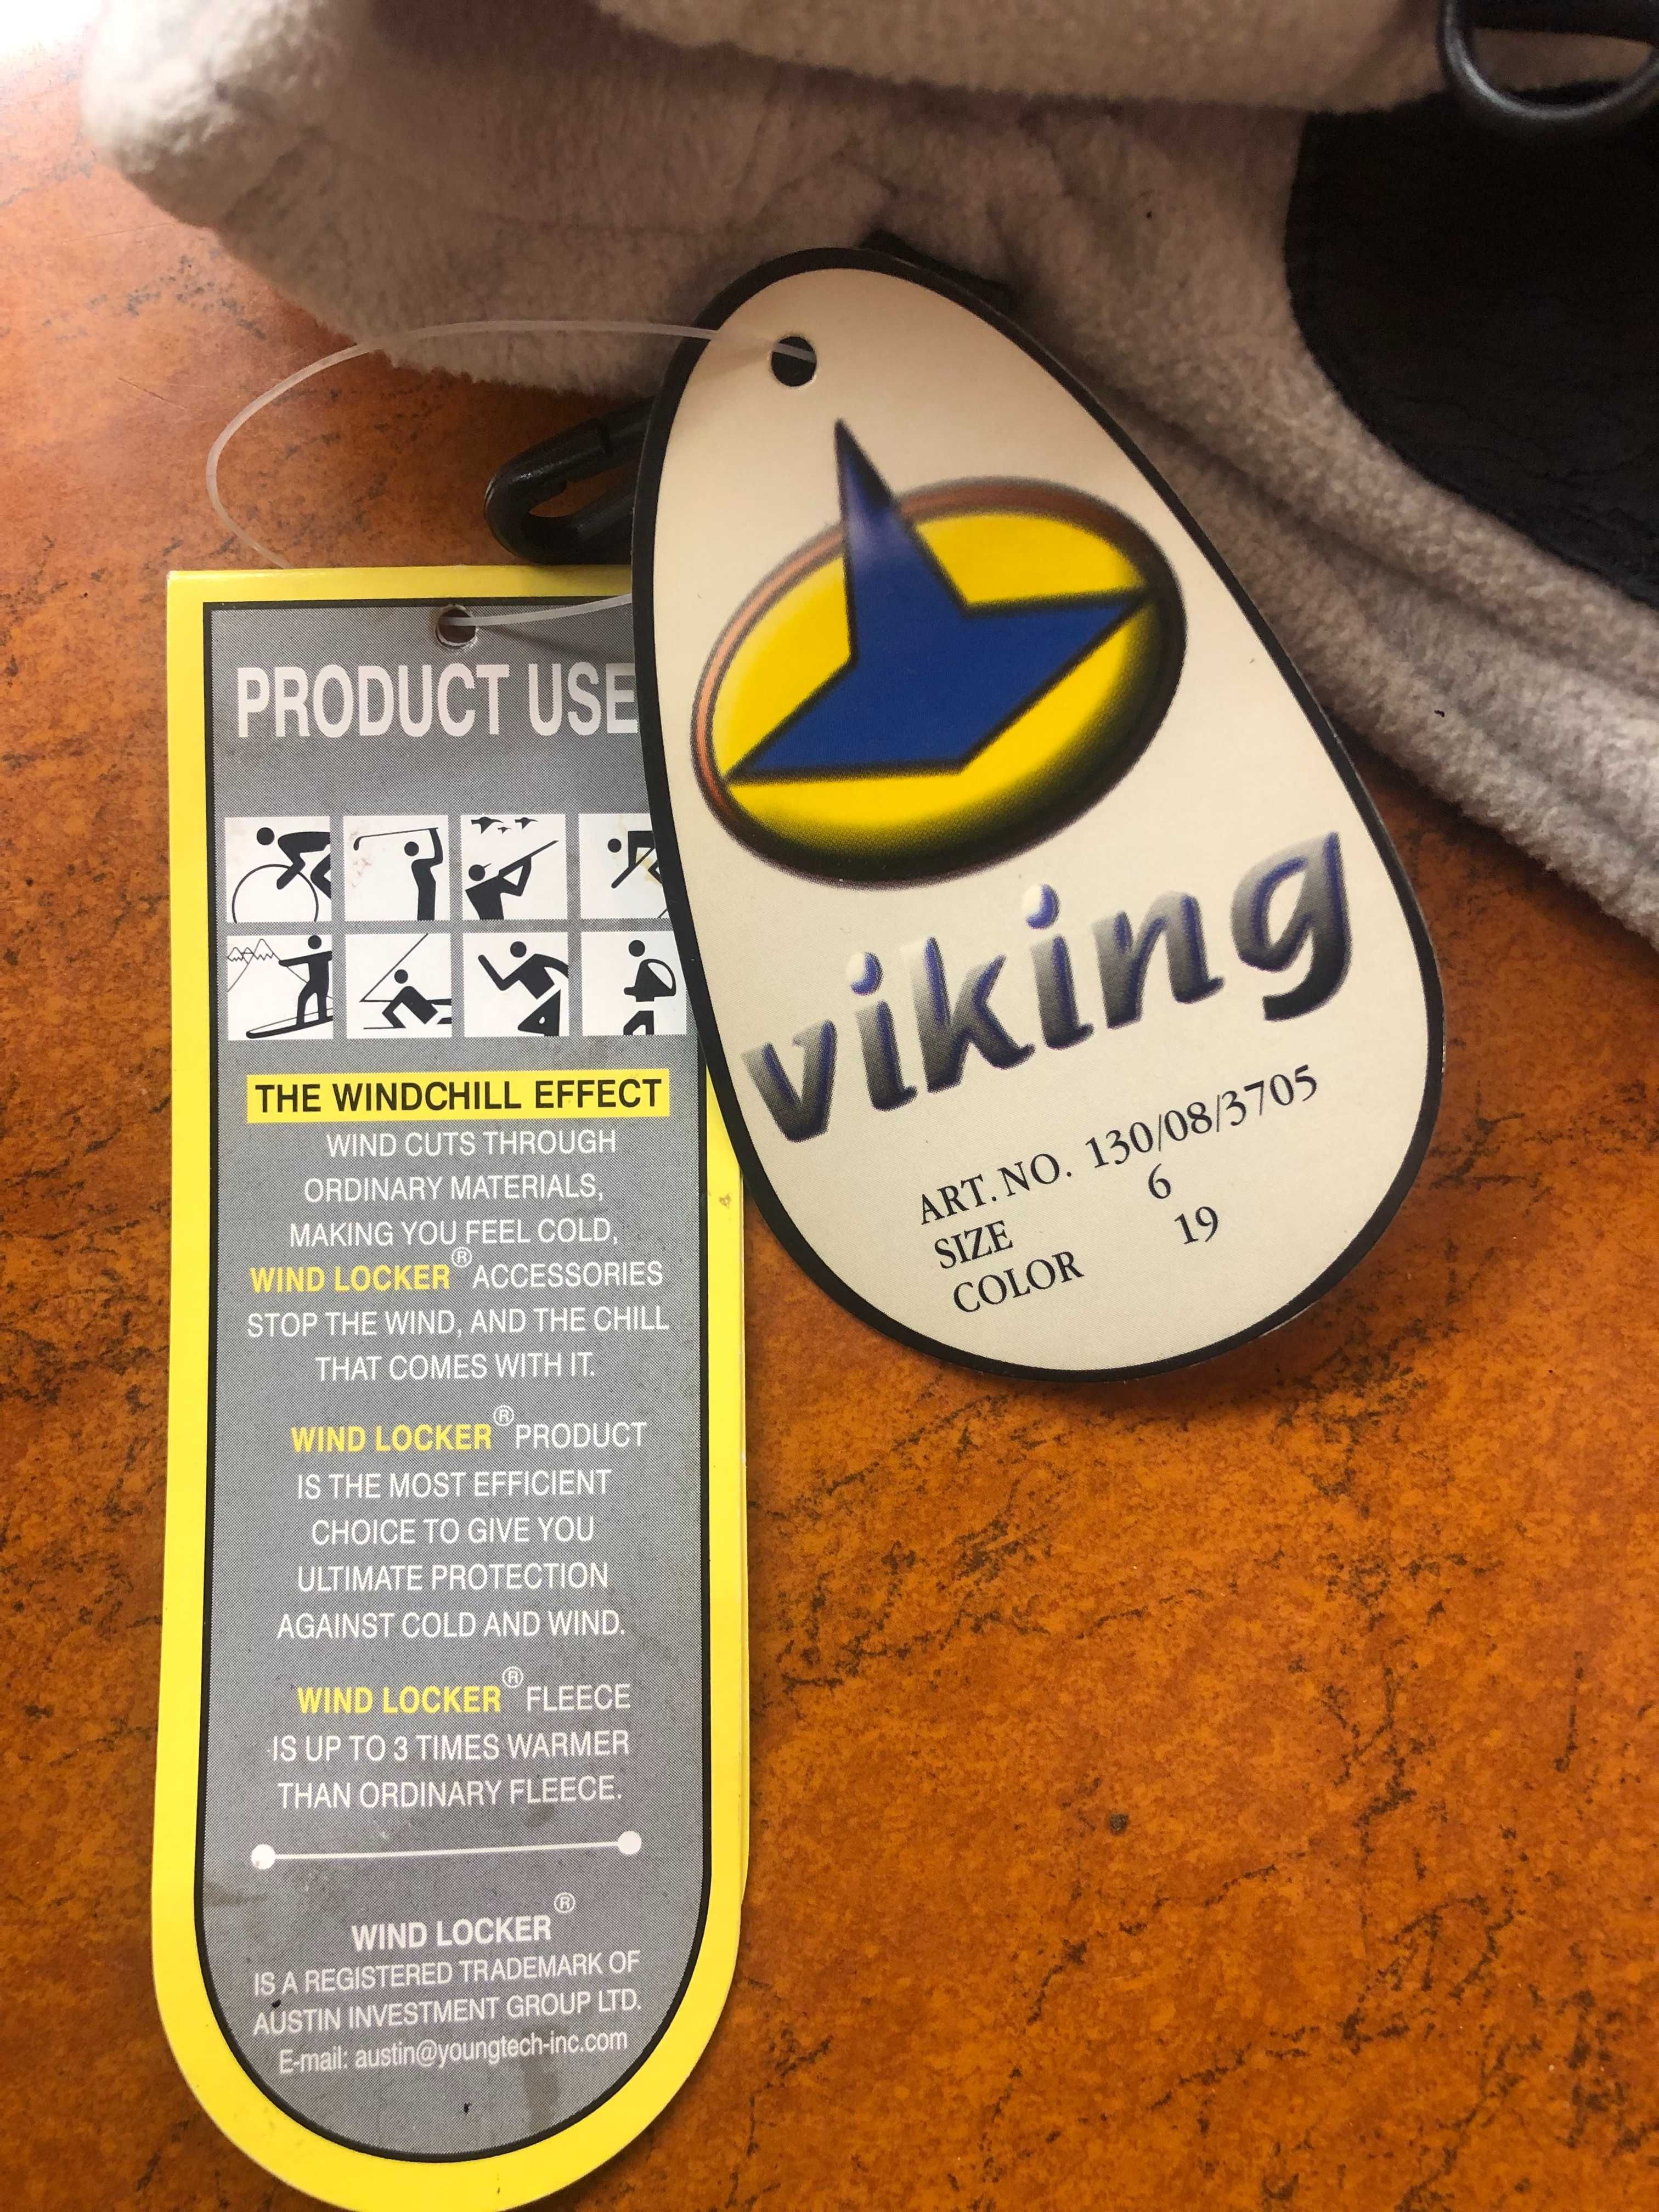 PRODUCT USE
THE WINDCHILL EFFECT
WIND CUTS THROUGH
ORDINARY MATERIALS,
MAKING YOU FEEL COLD,
WIND LOCKER® ACCESSORIES
STOP THE WIND, AND THE CHILL
THAT COMES WITH IT.
WIND LOCKER® PRODUCT
IS THE MOST EFFICIENT
CHOICE TO GIVE YOU
ULTIMATE PROTECTION
AGAINST COLD AND WIND.
WIND LOCKER® FLEECE
IS UP TO 3 TIMES WARMER
THAN ORDINARY FLEECE.
WIND LOCKER®
IS A REGISTERED TRADEMARK OF
AUSTIN INVESTMENT GROUP LTD.
E-mail: austin@youngtech-inc.com
viking
ART. NO. 130/08/3705
SIZE 6
COLOR 19